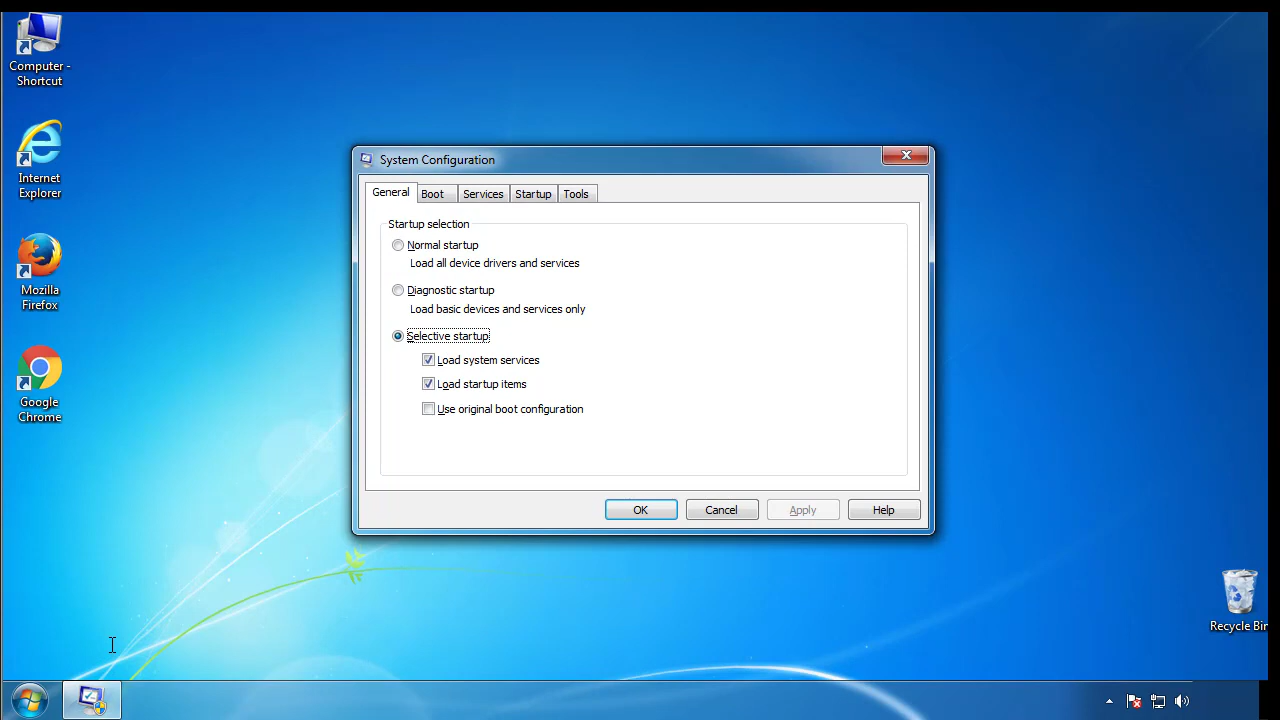 Computer -
Shortcut
Internet
Explorer
Mozilla
Firefox
Google
Chrome
System Configuration
General Boot Services Startup Tools
Startup selection
Normal startup
Load all device drivers and services
Diagnostic startup
Load basic devices and services only
Selective startup
Load system services
Load startup items
Use original boot configuration
OK Cancel Apply Help
Recycle Bin